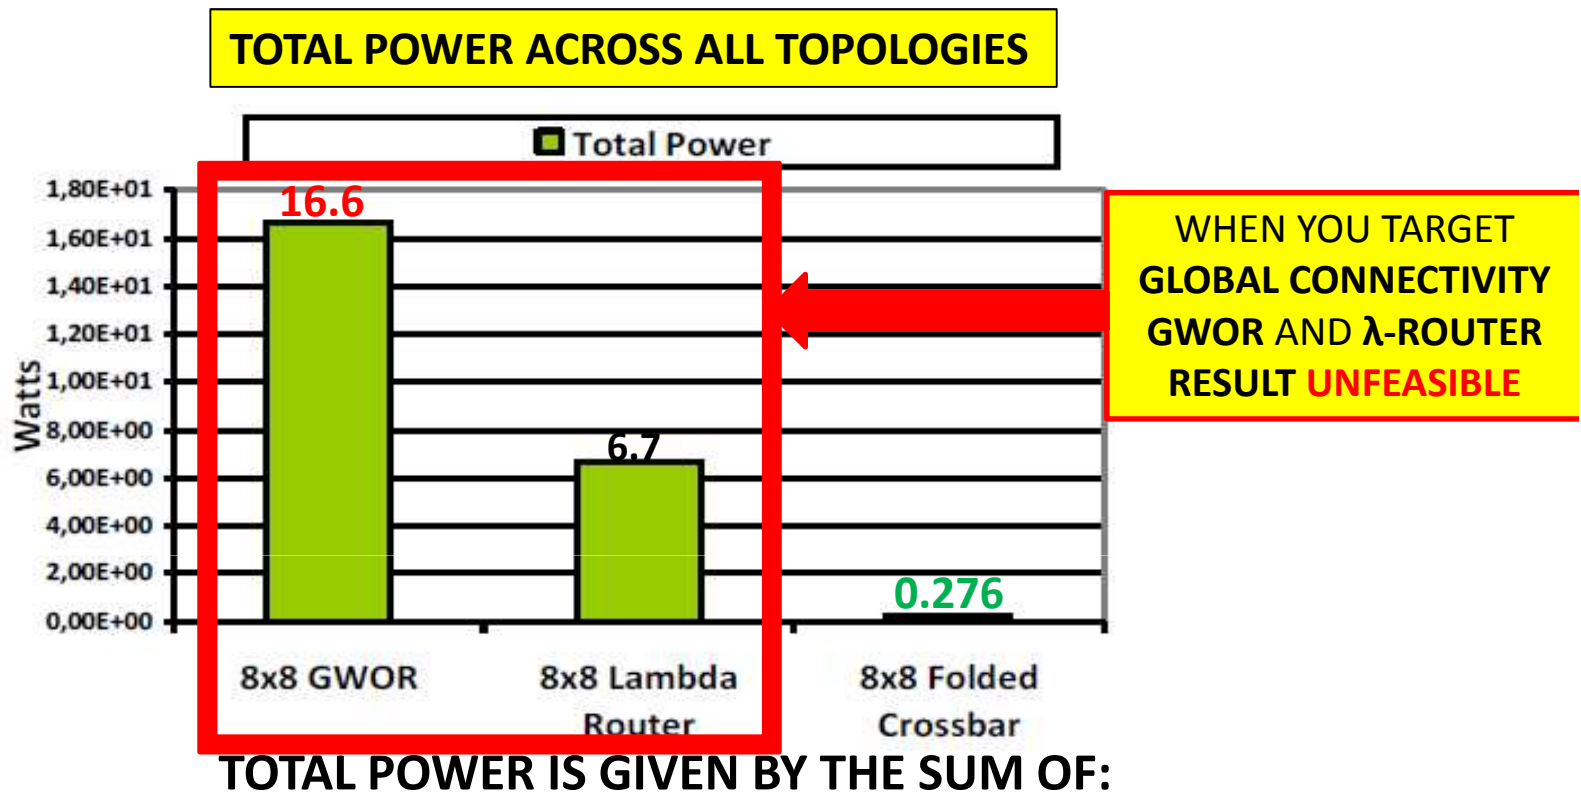 TOTAL POWER ACROSS ALL TOPOLOGIES
Total Power
1,80E+01
1,60E+01
1,40E+01
1,20E+01
1,00E+01
8,00E+00
6,00E+00
4,00E+00
2,00E+00
0,00E+00
Watts
16.6
6.7
0.276
8x8 GWOR
8x8 Lambda
Router
8x8 Folded
Crossbar
WHEN YOU TARGET
GLOBAL CONNECTIVITY
GWOR AND λ-ROUTER
RESULT UNFEASIBLE
TOTAL POWER IS GIVEN BY THE SUM OF: